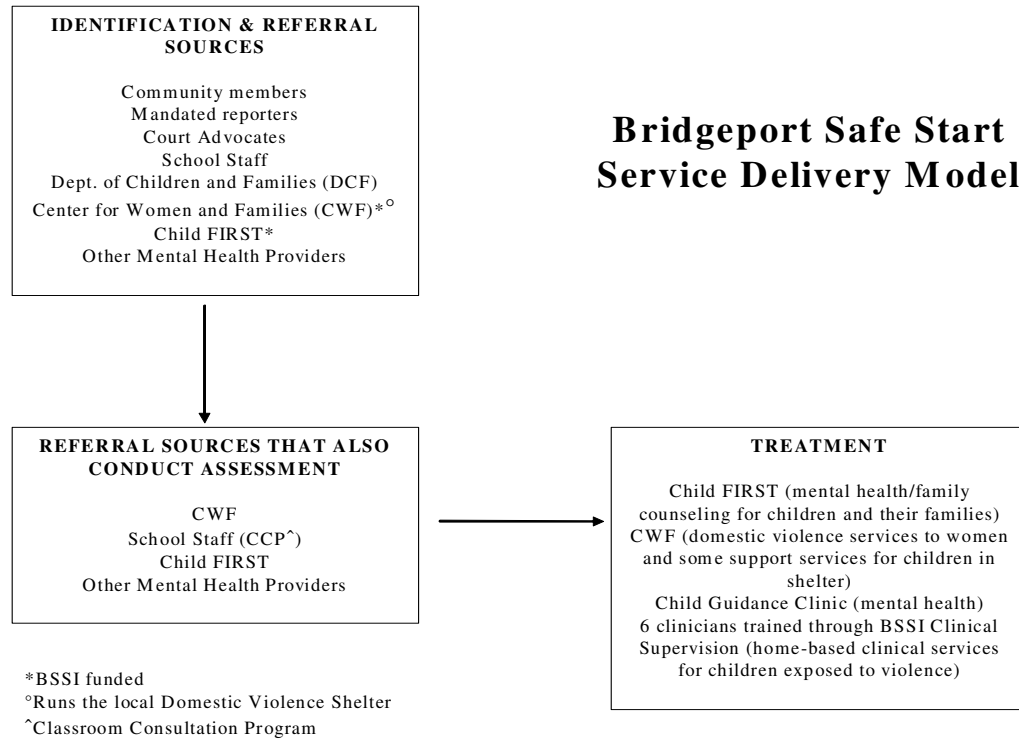 IDENTIFICATION & REFERRAL
SOURCES
Community members
Mandated reporters
Court Advocates
School Staff
Dept. of Children and Families (DCF)
Center for Women and Families (CWF)*°
Child FIRST*
Other Mental Health Providers
Bridgeport Safe Start
Service Delivery Model
REFERRAL SOURCES THAT ALSO
CONDUCT ASSESSMENT
CWF
School Staff (CCP^)
Child FIRST
Other Mental Health Providers
TREATMENT
Child FIRST (mental health/family
counseling for children and their families)
CWF (domestic violence services to women
and some support services for children in
shelter)
Child Guidance Clinic (mental health)
6 clinicians trained through BSSI Clinical
Supervision (home-based clinical services
for children exposed to violence)
*BSSI funded
°Runs the local Domestic Violence Shelter
^Classroom Consultation Program